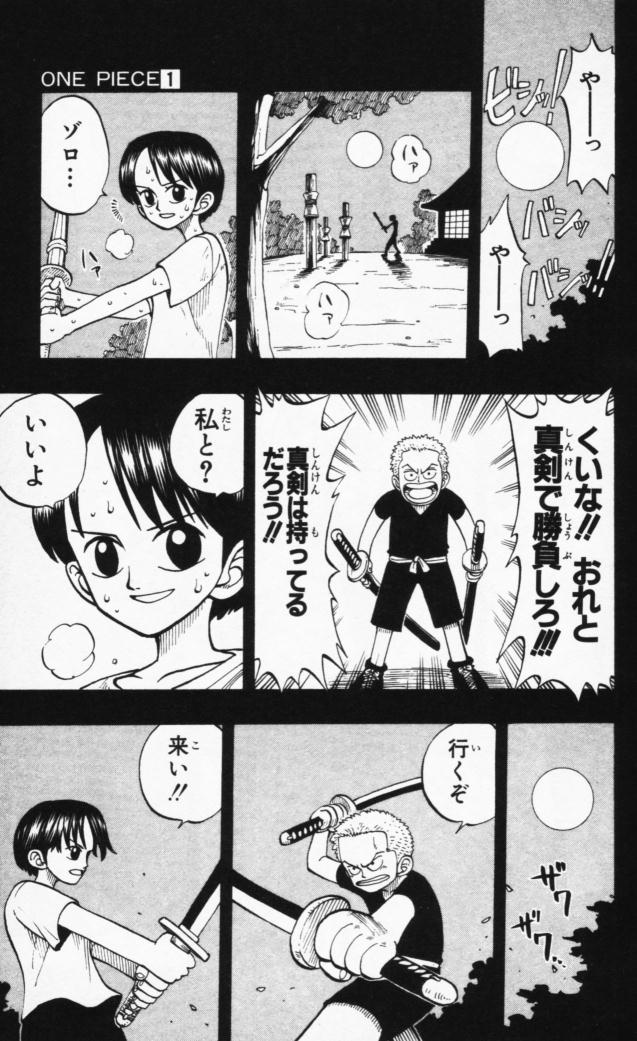 ONE PIECE 1
やーっ
ビシッ!
バシッ
バシッ
やーっ
ハァ
ハァ
ゾロ…
ハァ
くいな!!おれと
真剣で勝負しろ!!!
真剣は持ってる
だろう!!
私と?
いいよ
ザワ
ザワ…
行くぞ
来い!!